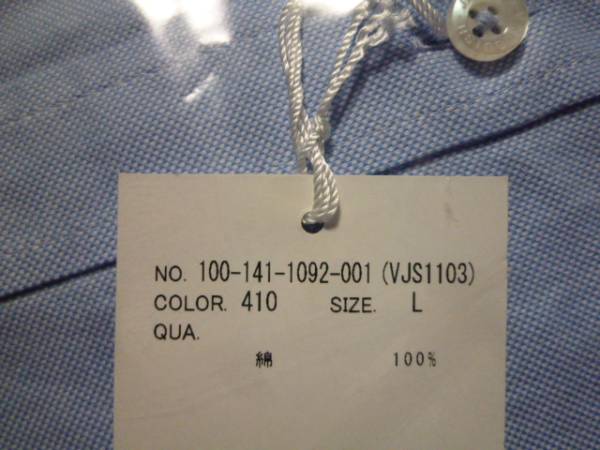 NO. 100-141-1092-001 (VJS1103)
COLOR. 410 SIZE. L
QUA.
綿 100%